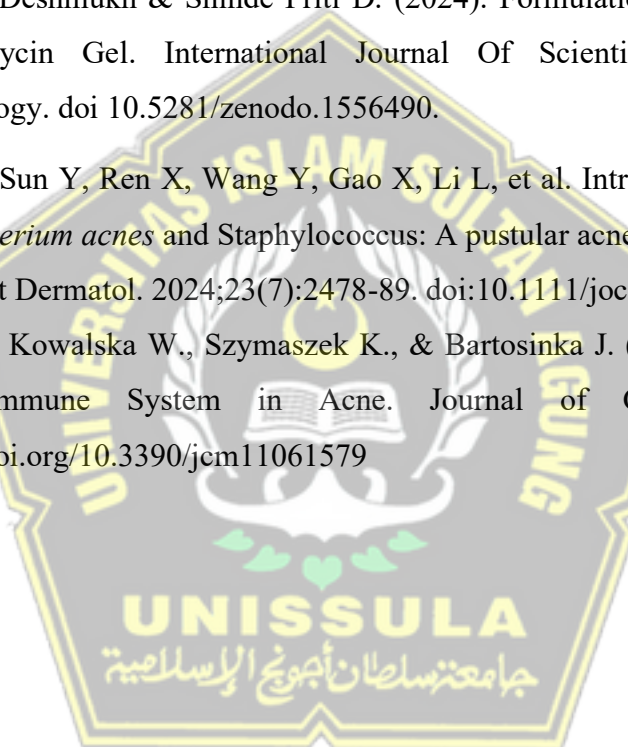 Deshmukh & Shinde Priti D. (2024). Formulation
ycin Gel. International Journal Of Scienti
ogy. doi 10.5281/zenodo.1556490.
Sun Y, Ren X, Wang Y, Gao X, Li L, et al. Intr
erium acnes and Staphylococcus: A pustular acne
t Dermatol. 2024;23(7):2478-89. doi:10.1111/joc
Kowalska W., Szymaszek K., & Bartosinka J. (
mmune System in Acne. Journal of C
oi.org/10.3390/jcm11061579
UNIVERSITAS ISLAM SULTAN AGUNG
UNISSULA
جامعة سلطان أجونج الإسلامية